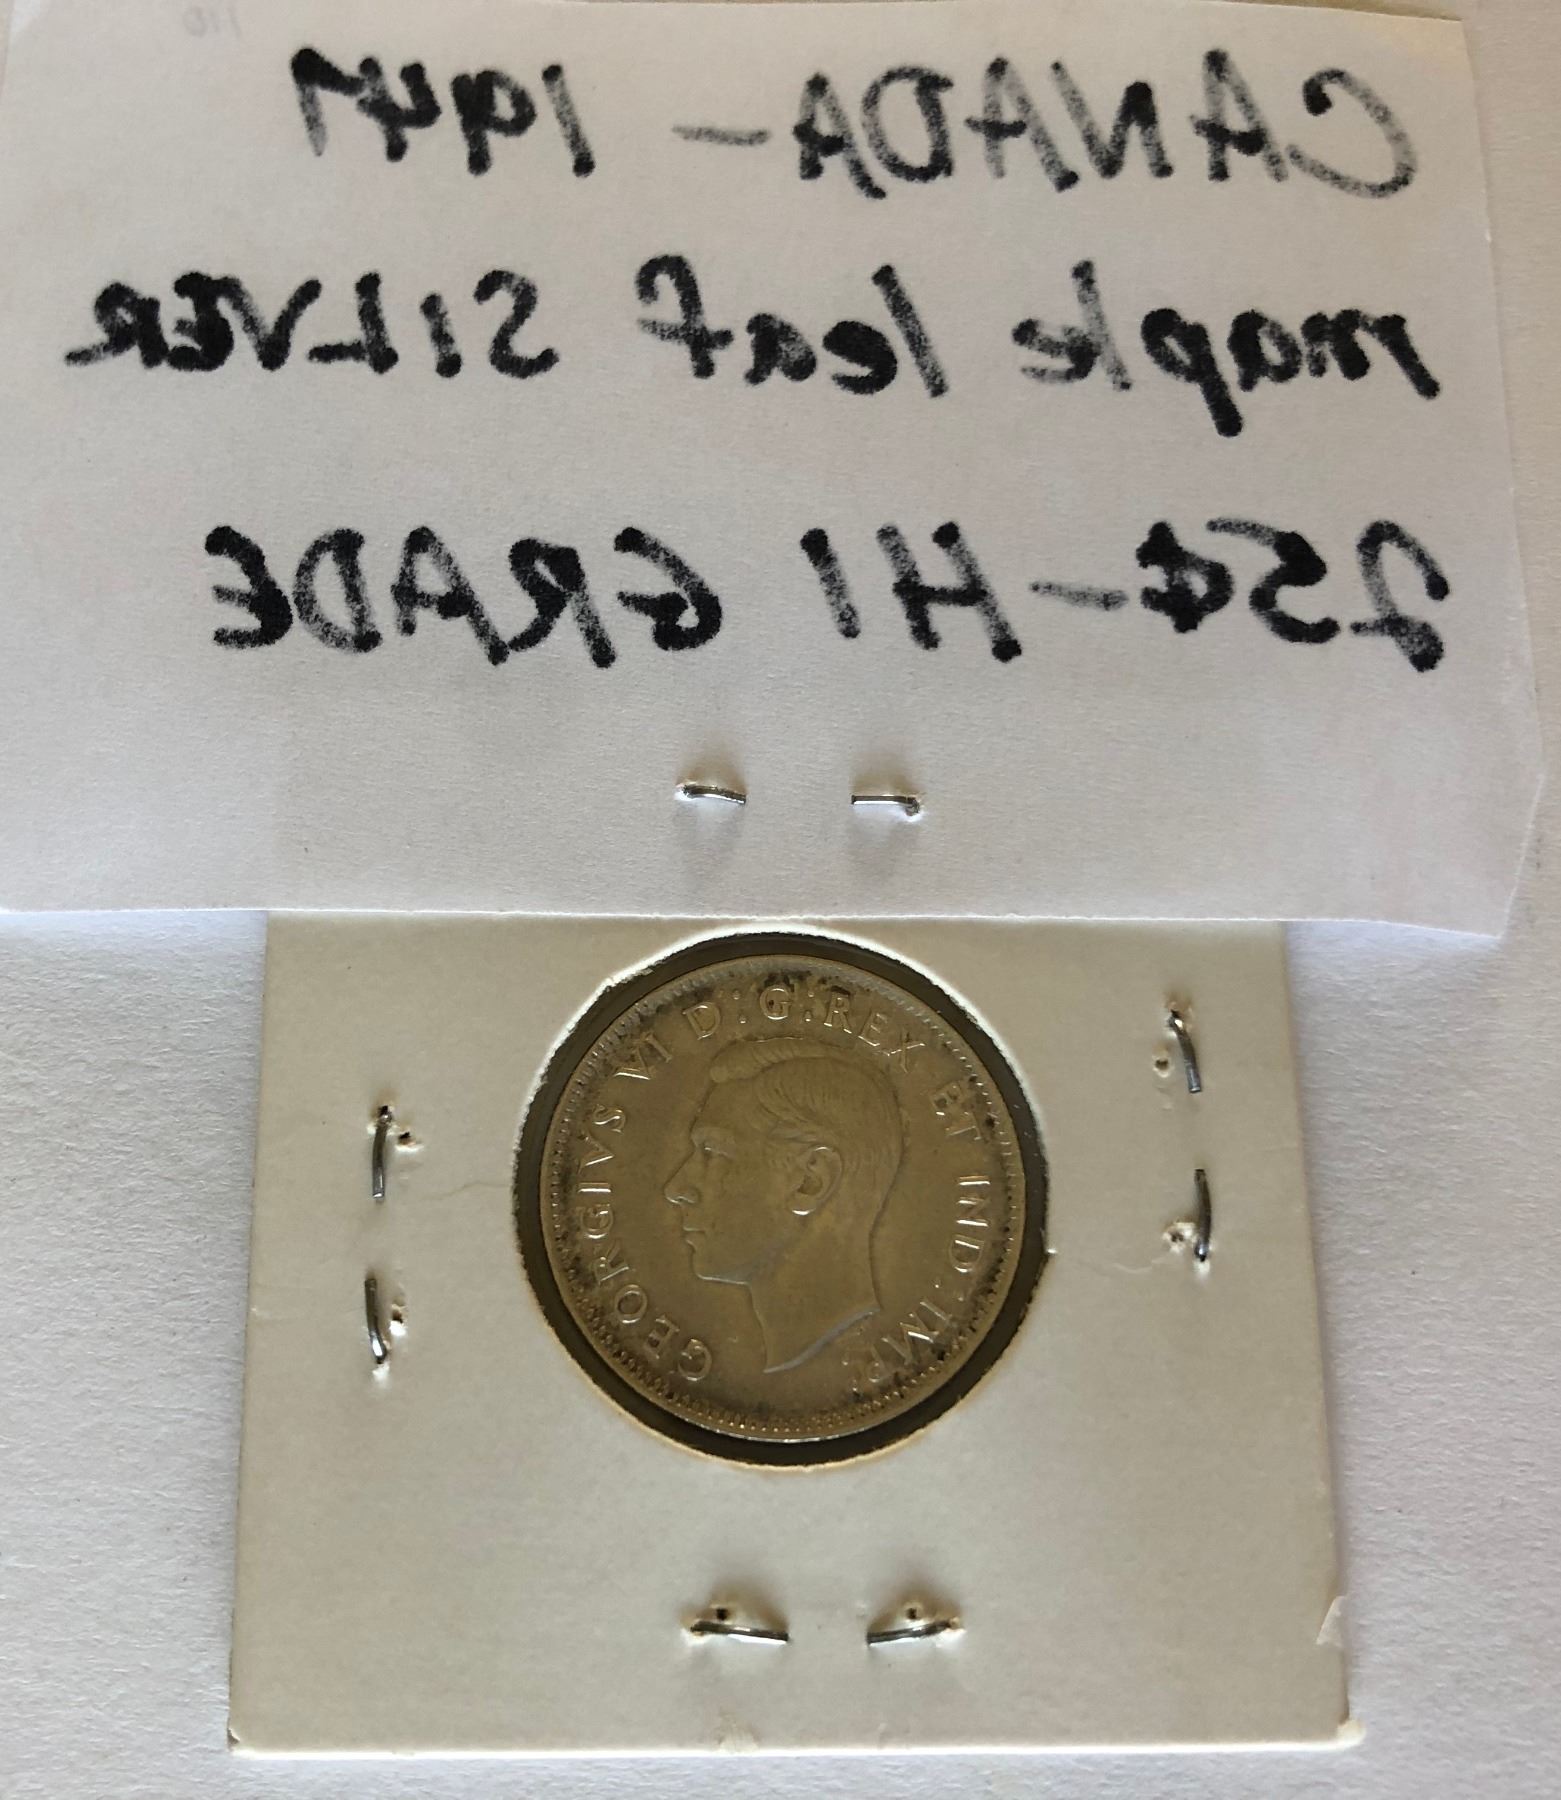 CANADA - 1947
maple leaf SILVER
25¢ - HI GRADE
GEORGIVS VI D:G:REX ET IND:IMP: